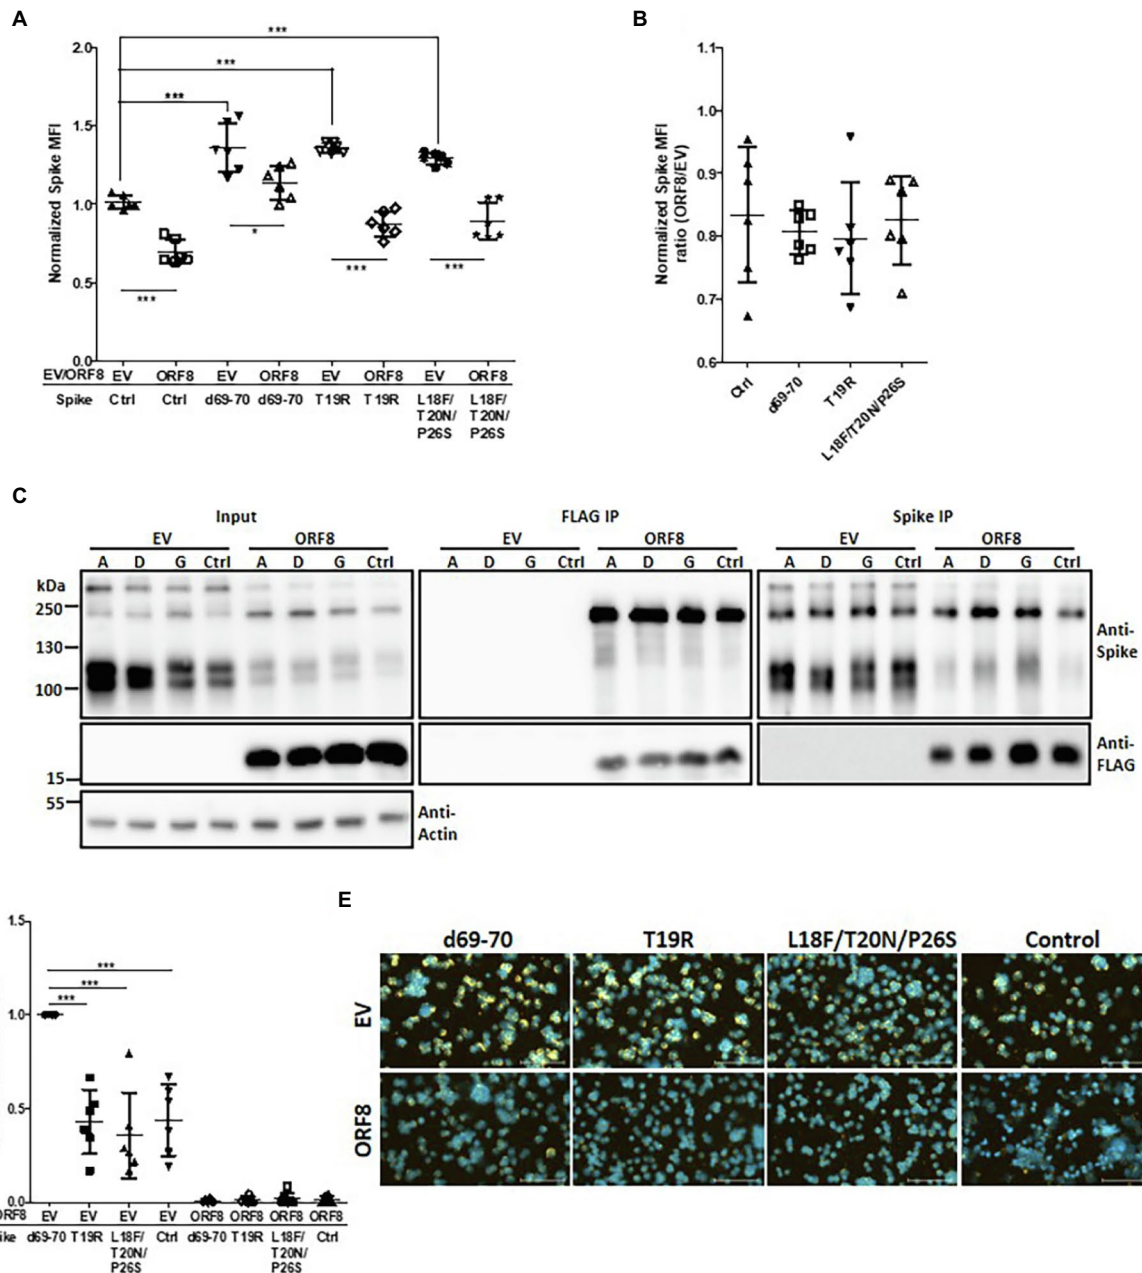 A
2.0
1.5
1.0
0.5
0.0
Normalized Spike MFI
***
***
***
***
*
***
***
EV/ORF8 EV ORF8 EV ORF8 EV ORF8 EV ORF8
Spike Ctrl Ctrl d69-70 d69-70 T19R T19R L18F/ L18F/
T20N/ T20N/
P26S P26S
B
1.1
1.0
0.9
0.8
0.7
0.6
Normalized Spike MFI
ratio (ORF8/EV)
Ctrl
d69-70
T19R
L18F/T20N/P26S
C
Input FLAG IP Spike IP
EV ORF8 EV ORF8 EV ORF8
A D G Ctrl A D G Ctrl A D G Ctrl A D G Ctrl A D G Ctrl A D G Ctrl
kDa
250
130
100
Anti-
Spike
15
Anti-
FLAG
55
Anti-
Actin
1.5
1.0
0.5
0.0
***
***
***
ORF8 EV EV EV EV ORF8 ORF8 ORF8 ORF8
ike d69-70 T19R L18F/ Ctrl d69-70 T19R L18F/ Ctrl
T20N/ T20N/
P26S P26S
E
d69-70 T19R L18F/T20N/P26S Control
EV
ORF8